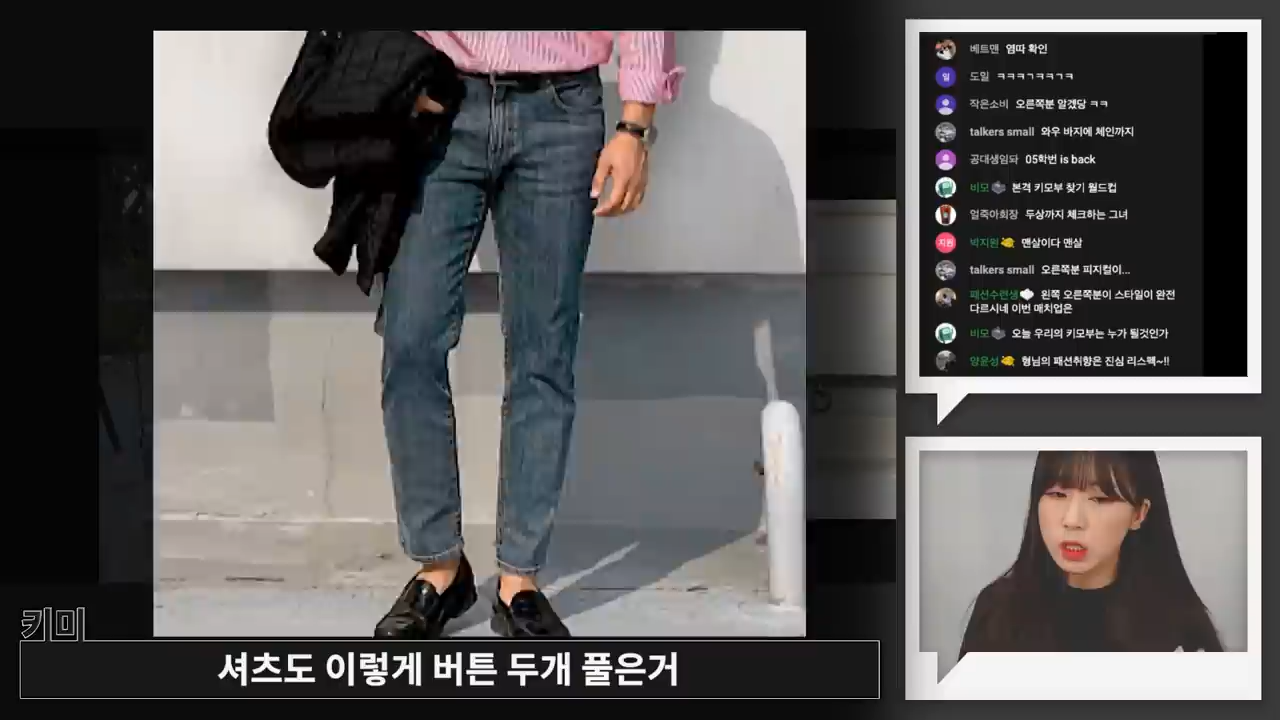 베트맨 염따 확인
일 도일 ㅋㅋㅋㄱㅋㅋㄱㅋ
작은소비 오른쪽분 알겠당 ㅋㅋ
talkers small 와우 바지에 체인까지
공대생임돠 05학번 is back
비모 본격 키모부 찾기 월드컵
얼죽아회장 두상까지 체크하는 그녀
지원 박지원 맨살이다 맨살
talkers small 오른쪽분 피지컬이...
패션수련생 왼쪽 오른쪽분이 스타일이 완전
다르시네 이번 매치업은
비모 오늘 우리의 키모부는 누가 될것인가
양윤성 형님의 패션취향은 진심 리스펙~!!
키미
셔츠도 이렇게 버튼 두개 풀은거